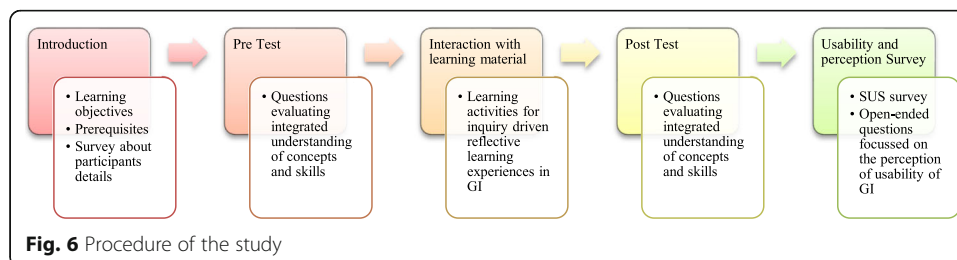 Introduction
• Learning
objectives
• Prerequisites
• Survey about
participants
details
Pre Test
• Questions
evaluating
integrated
understanding
of concepts
and skills
Interaction with
learning material
• Learning
activities for
inquiry driven
reflective
learning
experiences in
GI
Post Test
• Questions
evaluating
integrated
understanding
of concepts
and skills
Usability and
perception Survey
• SUS survey
• Open-ended
questions
focussed on
the perception
of usability of
GI
Fig. 6 Procedure of the study